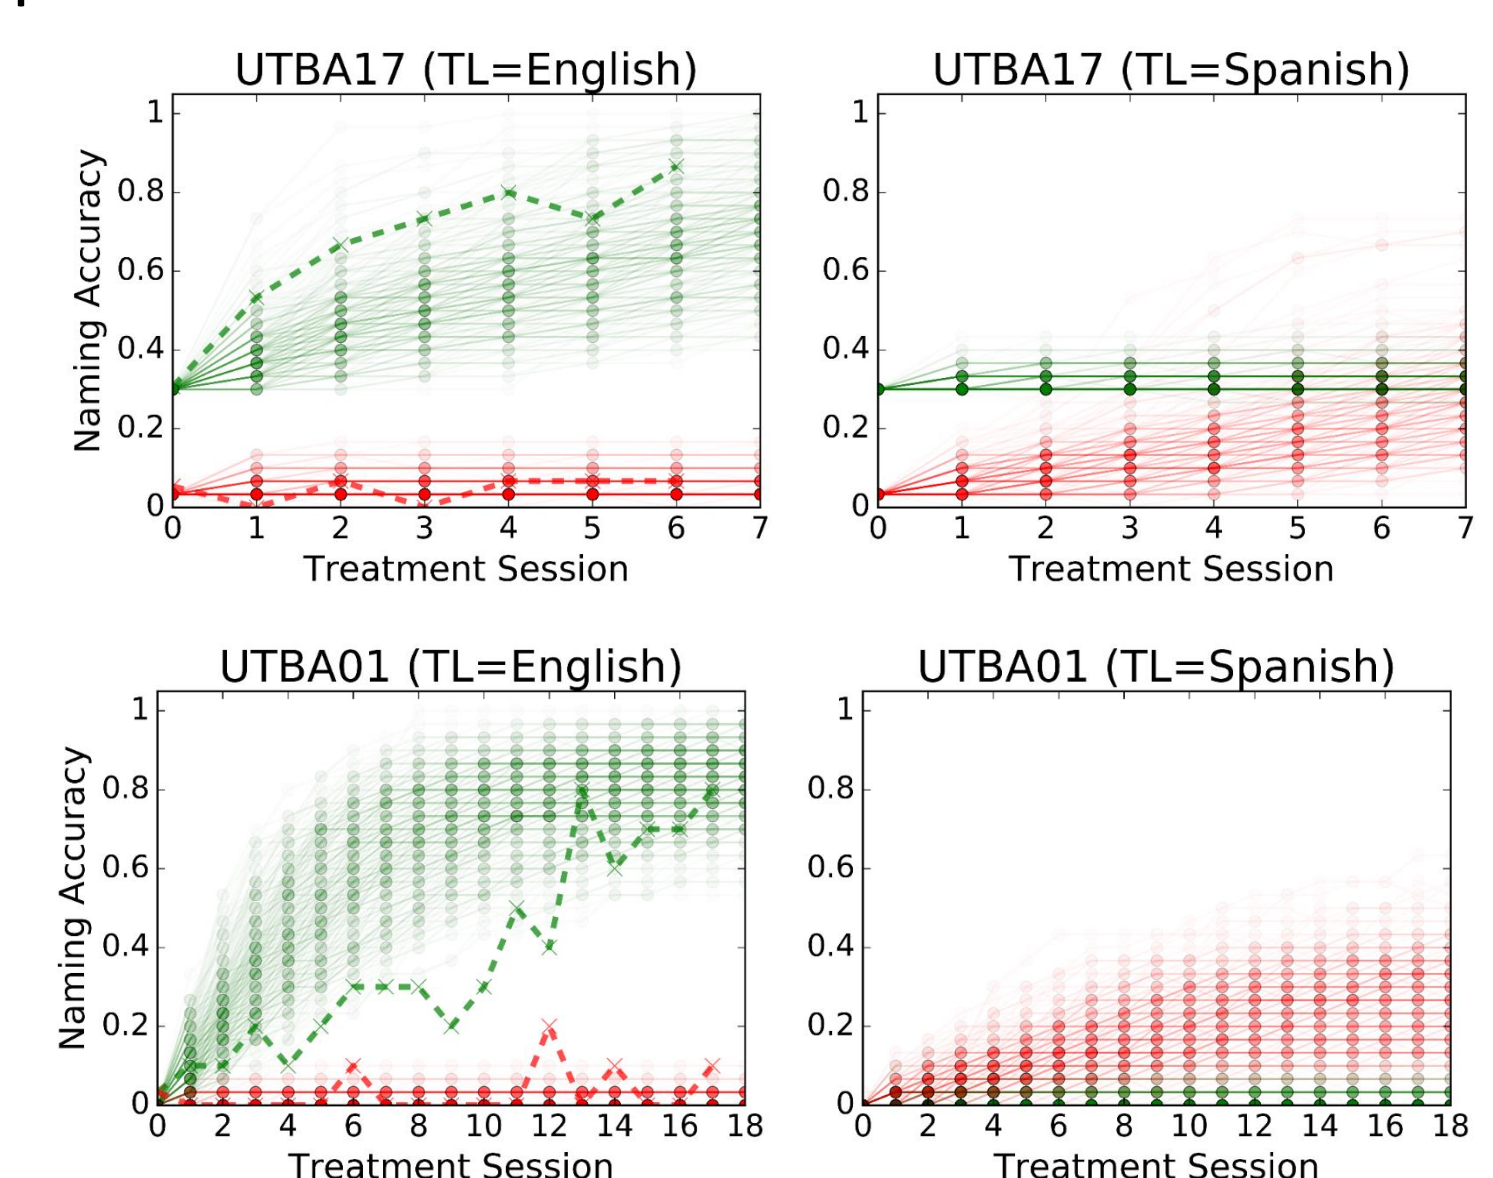 UTBA17 (TL=English)
UTBA17 (TL=Spanish)
Naming Accuracy
1
0.8
0.6
0.4
0.2
0
0 1 2 3 4 5 6 7
Treatment Session
1
0.8
0.6
0.4
0.2
0
0 1 2 3 4 5 6 7
Treatment Session
UTBA01 (TL=English)
UTBA01 (TL=Spanish)
Naming Accuracy
1
0.8
0.6
0.4
0.2
0
0 2 4 6 8 10 12 14 16 18
Treatment Session
1
0.8
0.6
0.4
0.2
0
0 2 4 6 8 10 12 14 16 18
Treatment Session